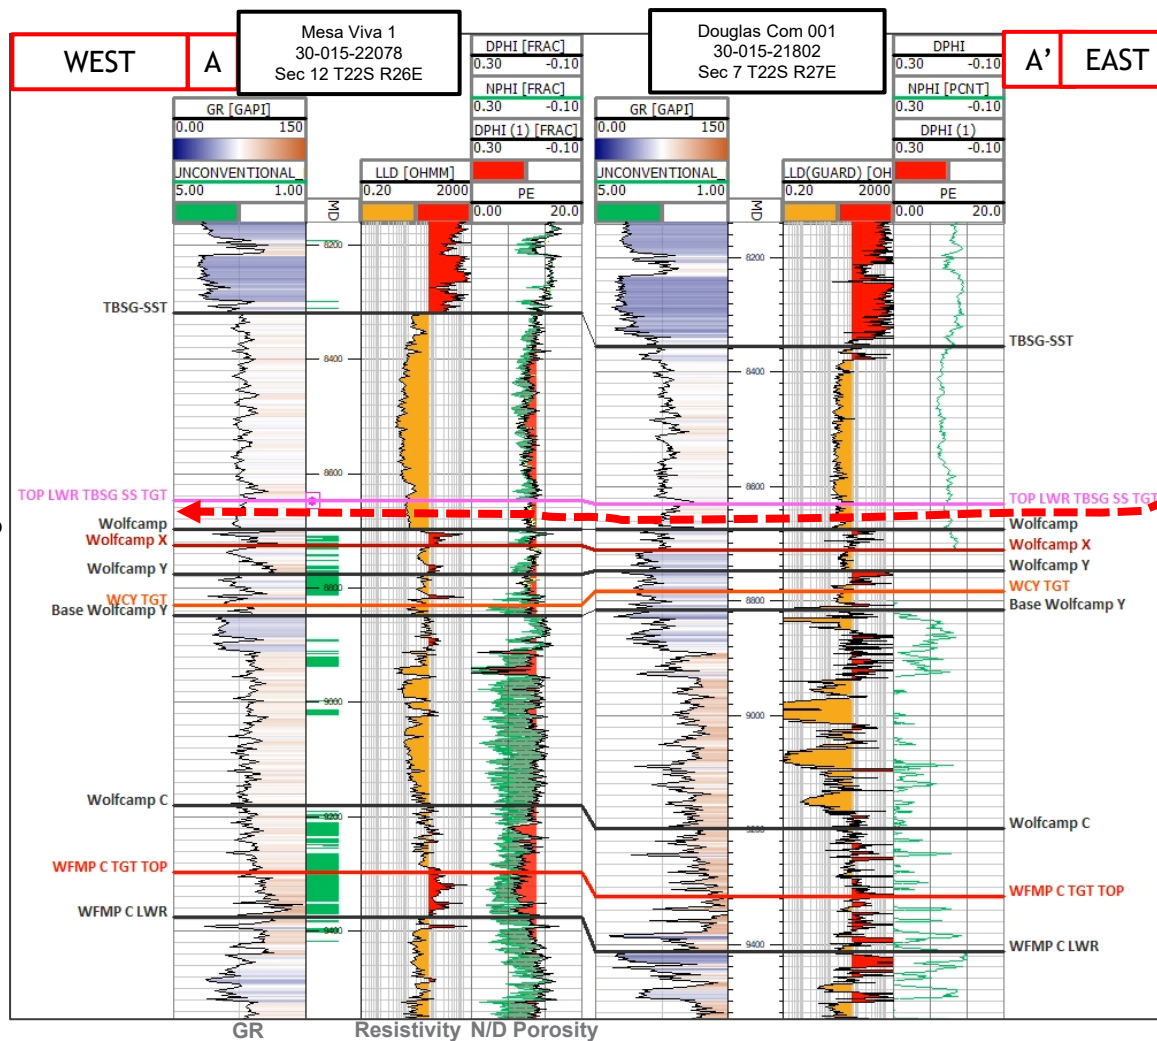 WEST
A
Mesa Viva 1
30-015-22078
Sec 12 T22S R26E
Douglas Com 001
30-015-21802
Sec 7 T22S R27E
A'
EAST
DPHI [FRAC]
0.30 -0.10
NPHI [FRAC]
0.30 -0.10
DPHI (1) [FRAC]
0.30 -0.10
PE
0.00 20.0
GR [GAPI]
0.00 150
UNCONVENTIONAL_
5.00 1.00
MD
LLD [OHMM]
0.20 2000
GR [GAPI]
0.00 150
UNCONVENTIONAL_
5.00 1.00
MD
LLD(GUARD) [OH
0.20 2000
DPHI
0.30 -0.10
NPHI [PCNT]
0.30 -0.10
DPHI (1)
0.30 -0.10
PE
0.00 20.0
8200
8400
8600
8800
9000
9200
9400
8200
8400
8600
8800
9000
9200
9400
TBSG-SST
TOP LWR TBSG SS TGT
Wolfcamp
Wolfcamp X
Wolfcamp Y
WCY TGT
Base Wolfcamp Y
Wolfcamp C
WFMP C TGT TOP
WFMP C LWR
TBSG-SST
TOP LWR TBSG SS TGT
Wolfcamp
Wolfcamp X
Wolfcamp Y
WCY TGT
Base Wolfcamp Y
Wolfcamp C
WFMP C TGT TOP
WFMP C LWR
GR
Resistivity
N/D Porosity